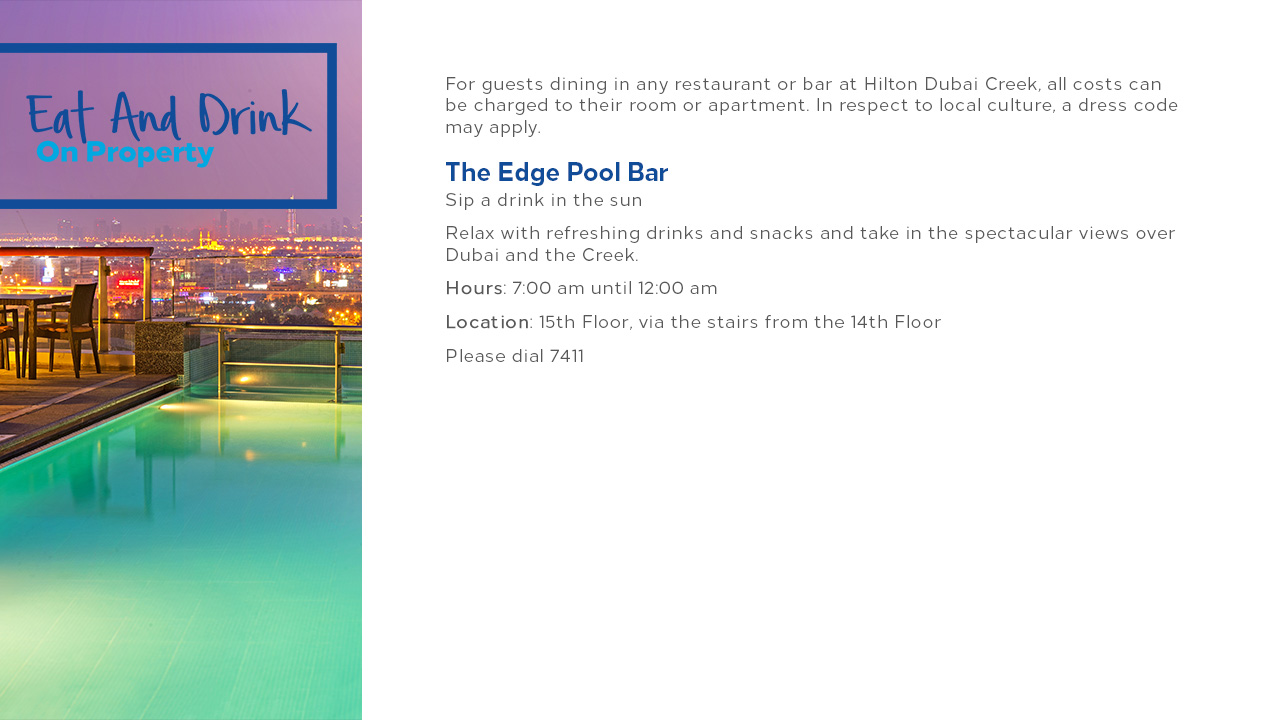 Eat And Drink
On Property
For guests dining in any restaurant or bar at Hilton Dubai Creek, all costs can
be charged to their room or apartment. In respect to local culture, a dress code
may apply.
The Edge Pool Bar
Sip a drink in the sun
Relax with refreshing drinks and snacks and take in the spectacular views over
Dubai and the Creek.
Hours: 7:00 am until 12:00 am
Location: 15th Floor, via the stairs from the 14th Floor
Please dial 7411